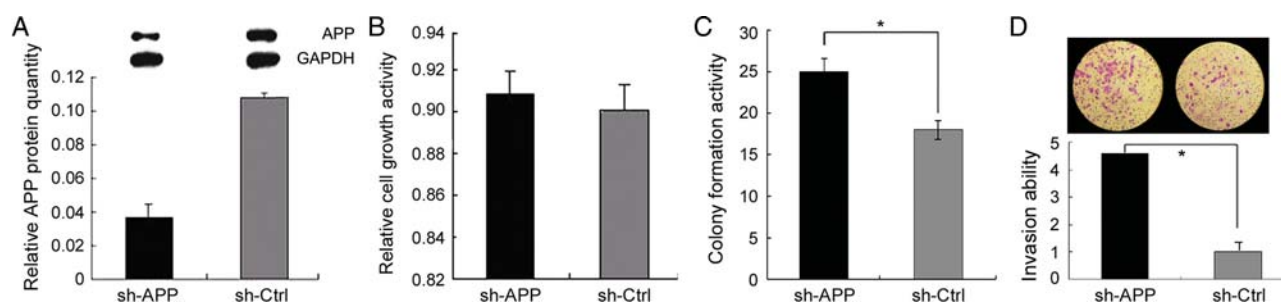 A
APP
GAPDH
Relative APP protein quantity
0.12
0.10
0.08
0.06
0.04
0.02
0
sh-APP
sh-Ctrl
B
Relative cell growth activity
0.94
0.92
0.90
0.88
0.86
0.84
0.82
sh-APP
sh-Ctrl
C
Colony formation activity
30
25
20
15
10
5
0
*
sh-APP
sh-Ctrl
D
Invasion ability
5
4
3
2
1
0
*
sh-APP
sh-Ctrl